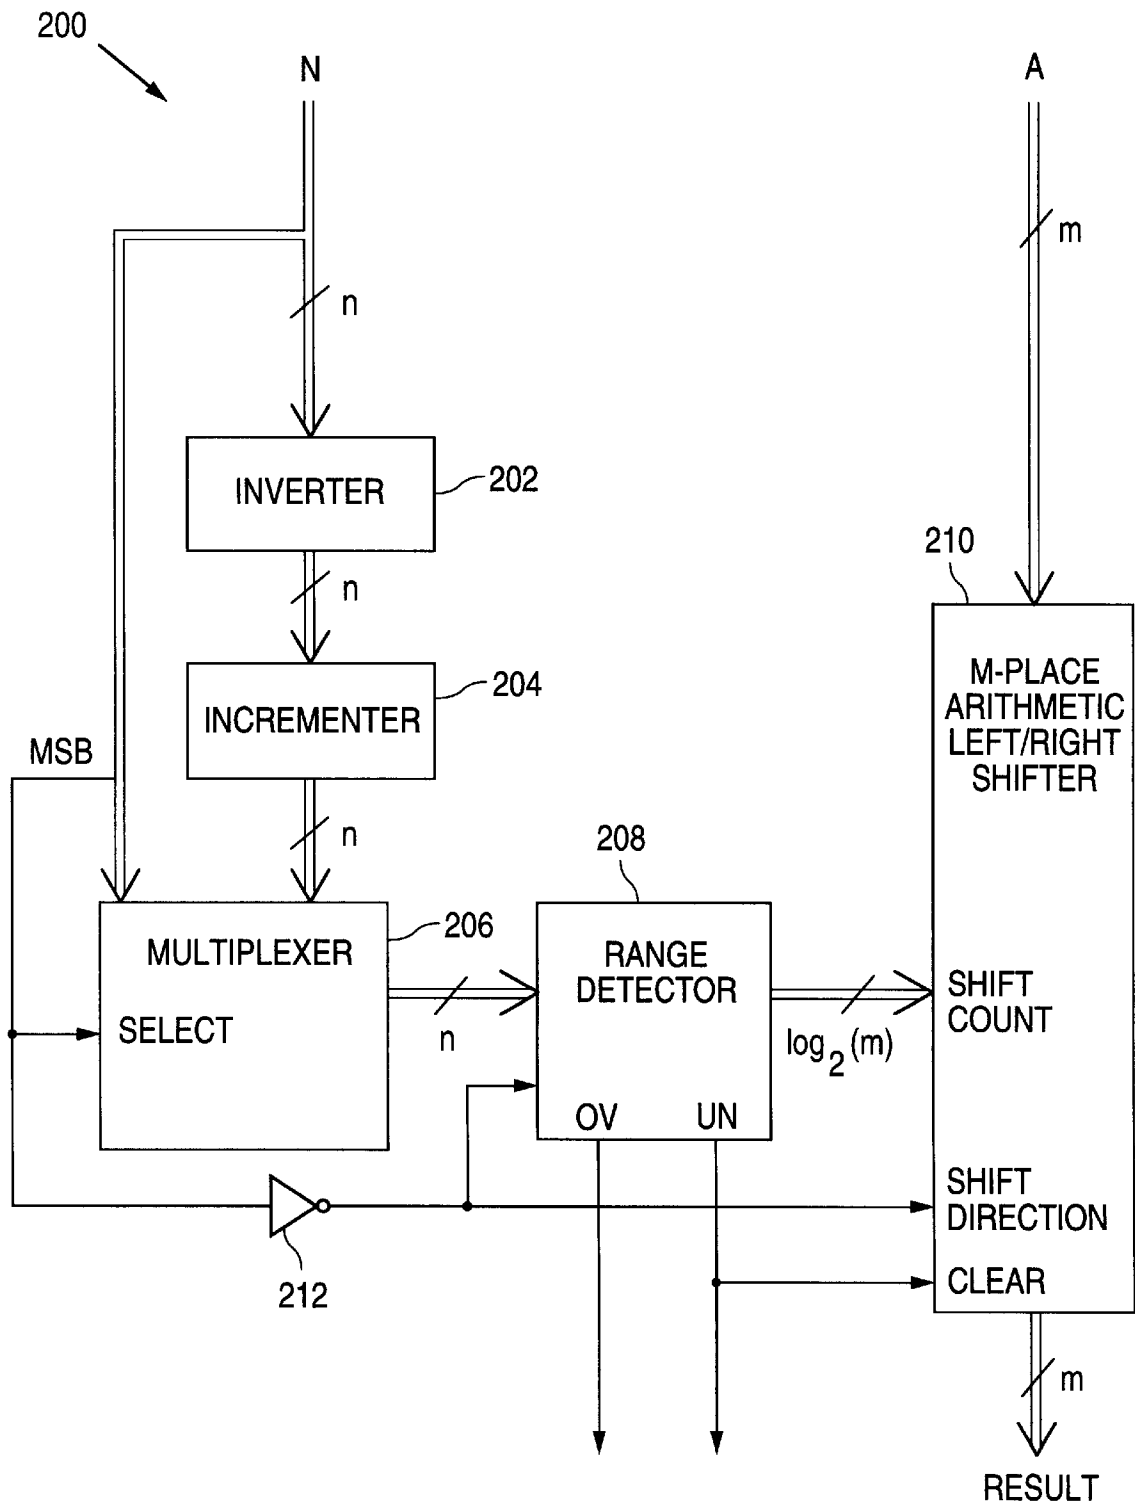 200
N
A
m
n
INVERTER
202
n
210
INCREMENTER
204
M-PLACE
ARITHMETIC
LEFT/RIGHT
SHIFTER
MSB
n
208
MULTIPLEXER
206
RANGE
DETECTOR
SELECT
n
log2(m)
SHIFT
COUNT
OV
UN
SHIFT
DIRECTION
212
CLEAR
m
RESULT